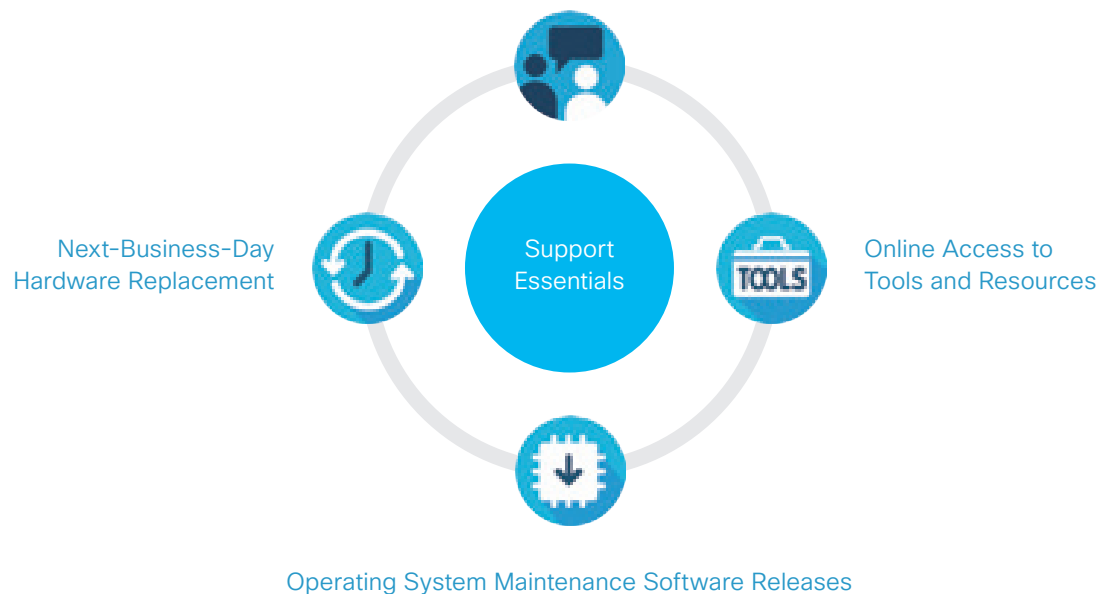 Next-Business-Day
Hardware Replacement
Support
Essentials
TOOLS
Online Access to
Tools and Resources
Operating System Maintenance Software Releases